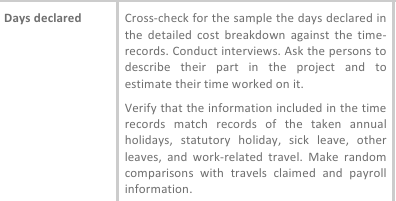 Days declared
Cross-check for the sample the days declared in
the detailed cost breakdown against the time-
records. Conduct interviews. Ask the persons to
describe their part in the project and to
estimate their time worked on it.
Verify that the information included in the time
records match records of the taken annual
holidays, statutory holiday, sick leave, other
leaves, and work-related travel. Make random
comparisons with travels claimed and payroll
information.